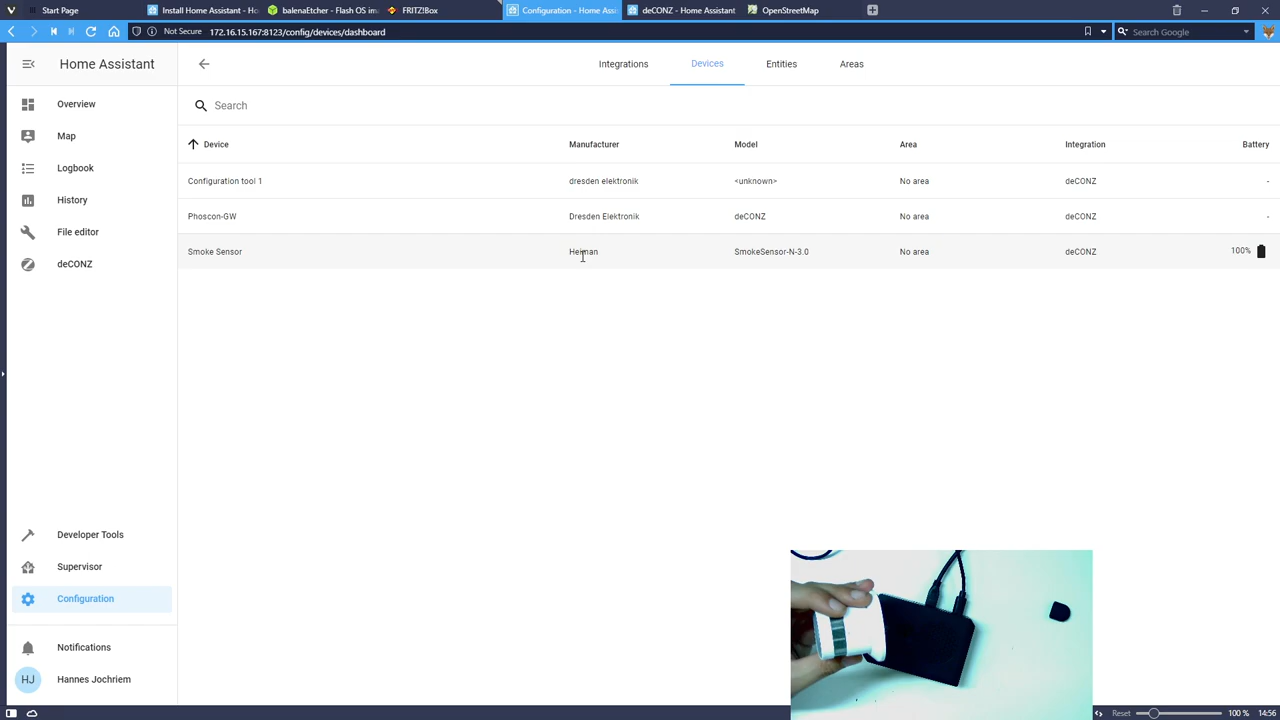 Start Page
Install Home Assistant - Ho
balenaEtcher - Flash OS im
FRITZ!Box
Configuration - Home Assis
deCONZ - Home Assistant
OpenStreetMap
Not Secure 172.16.15.167:8123/config/devices/dashboard
Search Google
Home Assistant
Integrations
Devices
Entities
Areas
Overview
Map
Logbook
History
File editor
deCONZ
Developer Tools
Supervisor
Configuration
Notifications
HJ Hannes Jochriem
Search
Device Manufacturer Model Area Integration Battery
Configuration tool 1 dresden elektronik <unknown> No area deCONZ -
Phoscon-GW Dresden Elektronik deCONZ No area deCONZ -
Smoke Sensor Heiman SmokeSensor-N-3.0 No area deCONZ 100%
Reset 100 % 14:56